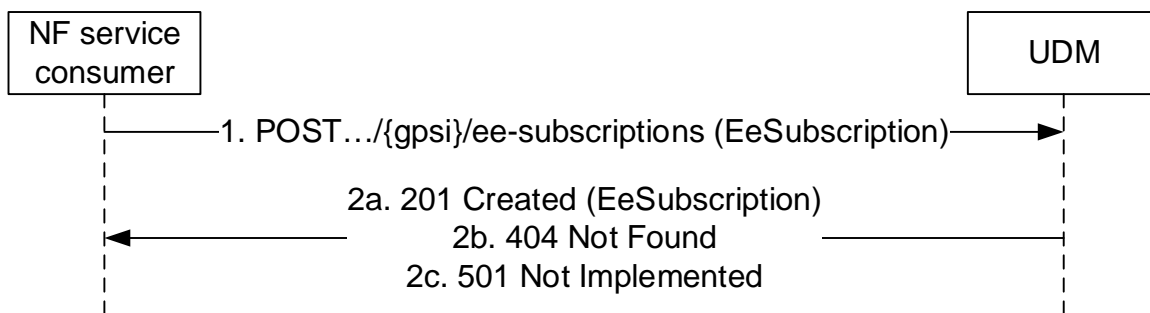 NF service
consumer
UDM
1. POST…/{gpsi}/ee-subscriptions (EeSubscription)
2a. 201 Created (EeSubscription)
2b. 404 Not Found
2c. 501 Not Implemented